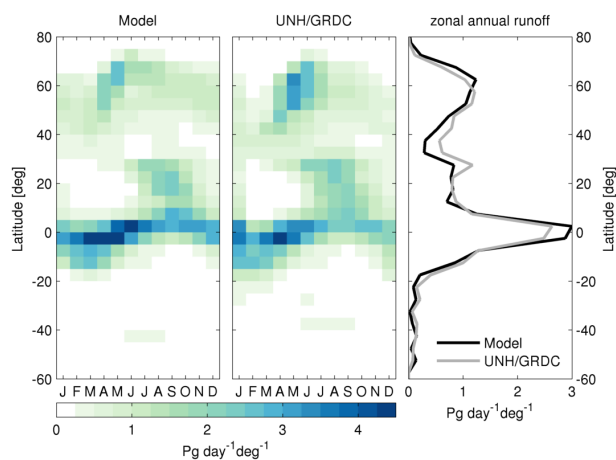 Model
UNH/GRDC
zonal annual runoff
80
60
40
20
0
-20
-40
-60
Latitude [deg]
J F M A M J J A S O N D
J F M A M J J A S O N D
0 1 2 3 4
Pg day⁻¹deg⁻¹
Model
UNH/GRDC
0 1 2 3
Pg day⁻¹deg⁻¹
80
60
40
20
0
-20
-40
-60
Latitude [deg]